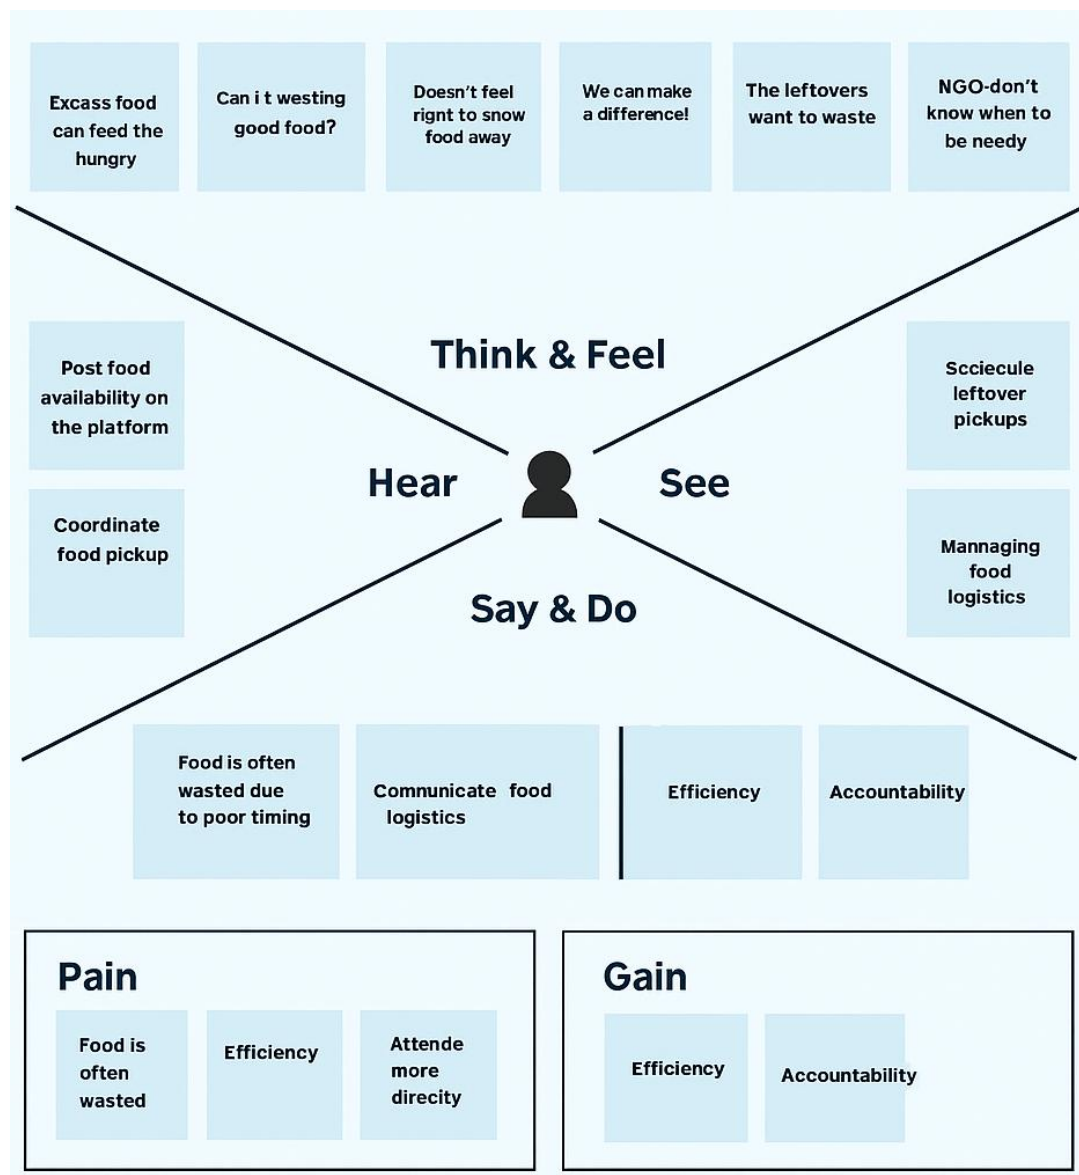 Excass food
can feed the
hungry
Can i t westing
good food?
Doesn't feel
rignt to snow
food away
We can make
a difference!
The leftovers
want to waste
NGO-don't
know when to
be needy
Think & Feel
Post food
availability on
the platform
Coordinate
food pickup
Hear
See
Scciecule
leftover
pickups
Mannaging
food
logistics
Say & Do
Food is often
wasted due
to poor timing
Communicate food
logistics
Efficiency
Accountability
Pain
Food is
often
wasted
Efficiency
Attende
more
direcity
Gain
Efficiency
Accountability